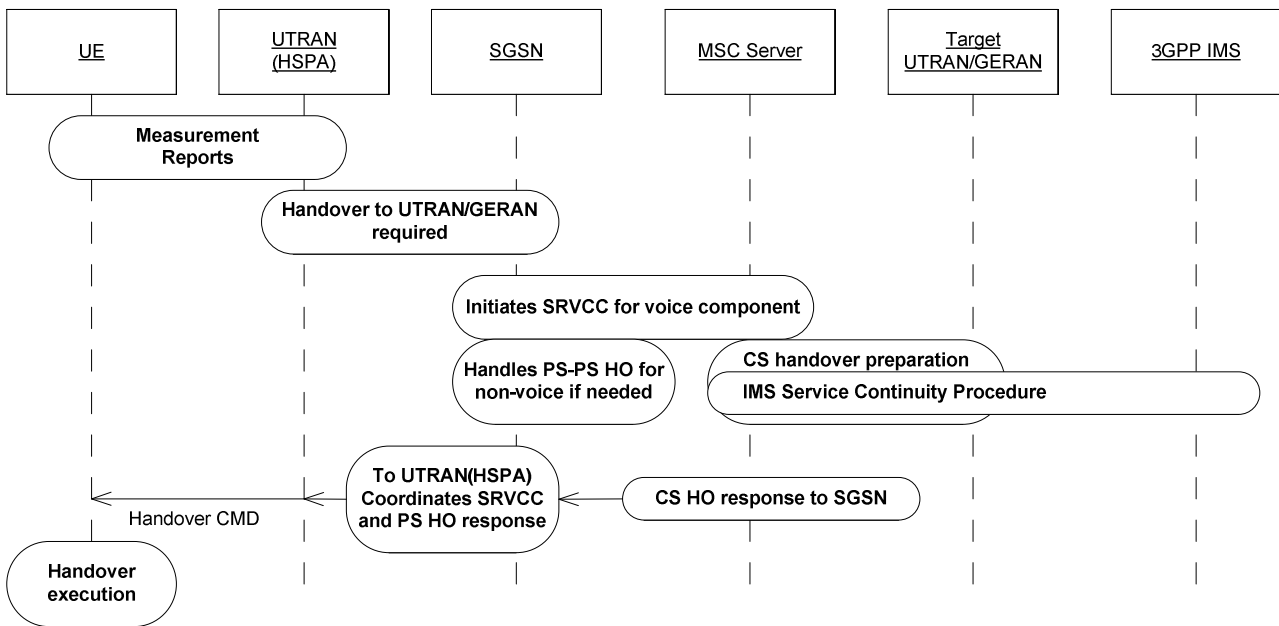 UE
UTRAN
(HSPA)
SGSN
MSC Server
Target
UTRAN/GERAN
3GPP IMS
Measurement
Reports
Handover to UTRAN/GERAN
required
Initiates SRVCC for voice component
Handles PS-PS HO for
non-voice if needed
CS handover preparation
IMS Service Continuity Procedure
To UTRAN(HSPA)
Coordinates SRVCC
and PS HO response
CS HO response to SGSN
Handover CMD
Handover
execution